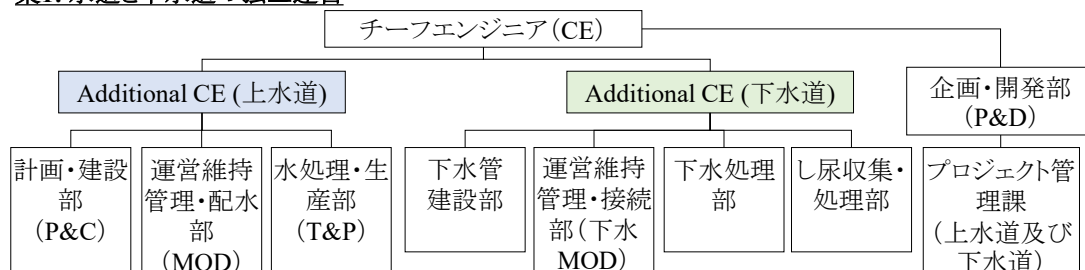 チーフエンジニア(CE)
Additional CE (上水道)
Additional CE (下水道)
企画・開発部
(P&D)
計画・建設
部
(P&C)
運営維持
管理・配水
部
(MOD)
水処理・生
産部
(T&P)
下水管
建設部
運営維持
管理・接続
部(下水
MOD)
下水処理
部
し尿収集・
処理部
プロジェクト管
理課
(上水道及び
下水道)